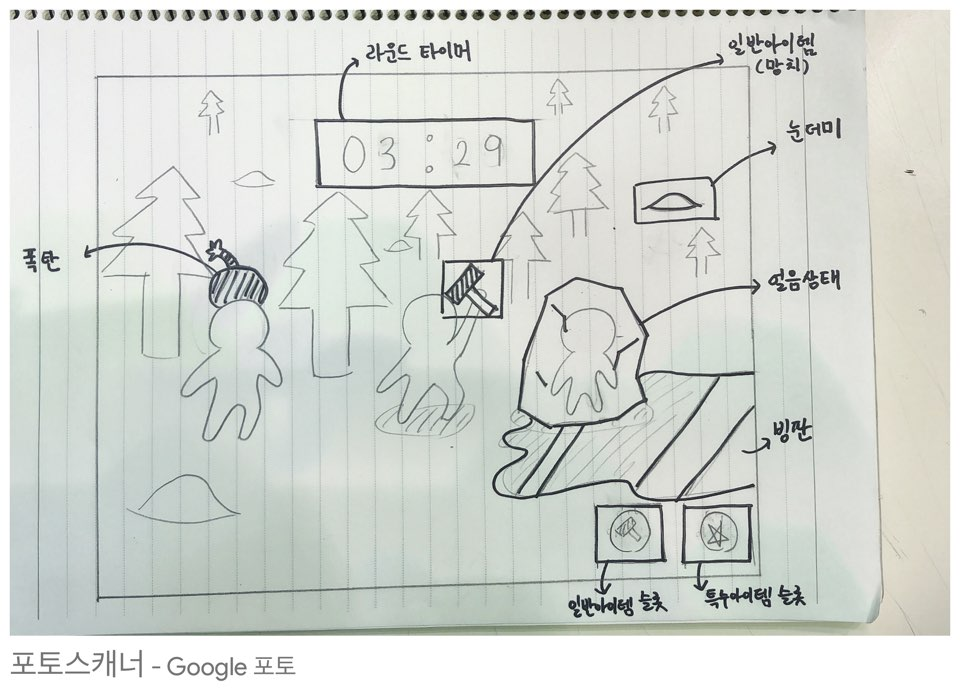 라운드 타이머
일반아이템
(망치)
03:29
눈더미
폭탄
얼음상태
빙판
일반아이템 슬롯
특수아이템 슬롯
포토스캐너 - Google 포토